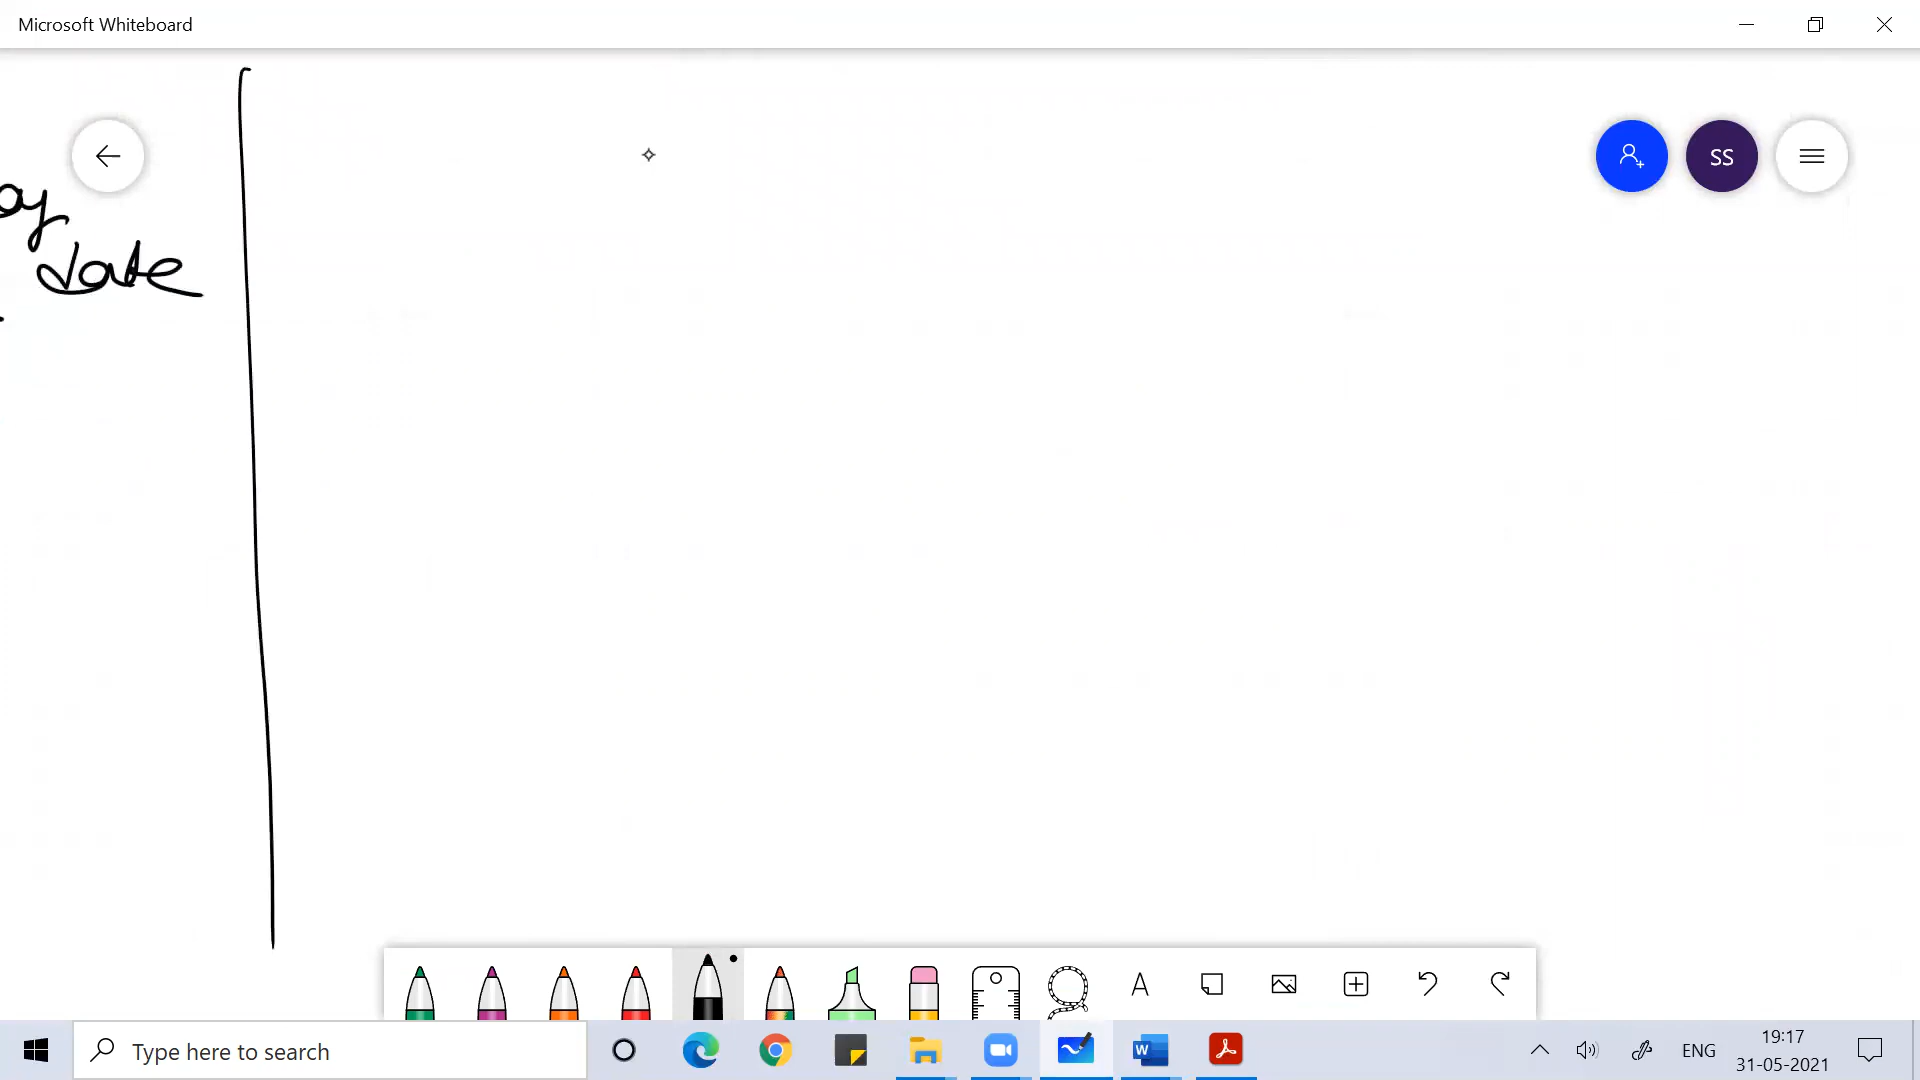 Microsoft Whiteboard
SS
date
A
Type here to search
W
ENG
19:17
31-05-2021